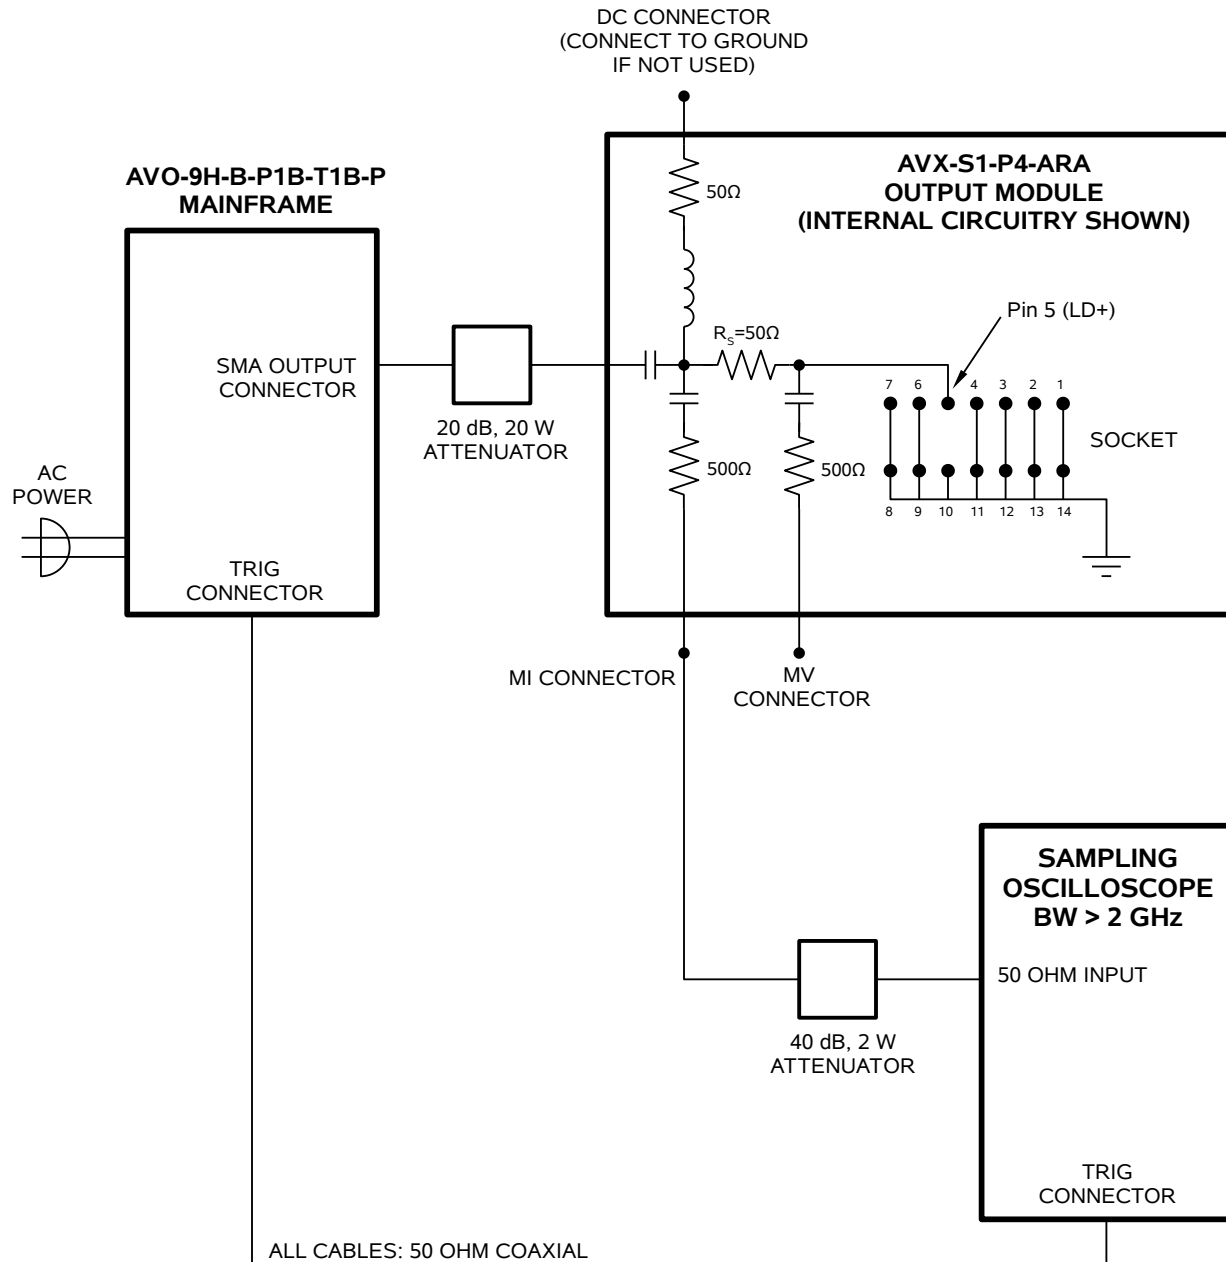 DC CONNECTOR
(CONNECT TO GROUND
IF NOT USED)
AVO-9H-B-P1B-T1B-P
MAINFRAME
AVX-S1-P4-ARA
OUTPUT MODULE
(INTERNAL CIRCUITRY SHOWN)
50Ω
Pin 5 (LD+)
RS=50Ω
SMA OUTPUT
CONNECTOR
7 6 4 3 2 1
20 dB, 20 W
ATTENUATOR
500Ω
500Ω
SOCKET
8 9 10 11 12 13 14
AC
POWER
TRIG
CONNECTOR
MI CONNECTOR
MV
CONNECTOR
SAMPLING
OSCILLOSCOPE
BW > 2 GHz
50 OHM INPUT
40 dB, 2 W
ATTENUATOR
TRIG
CONNECTOR
ALL CABLES: 50 OHM COAXIAL